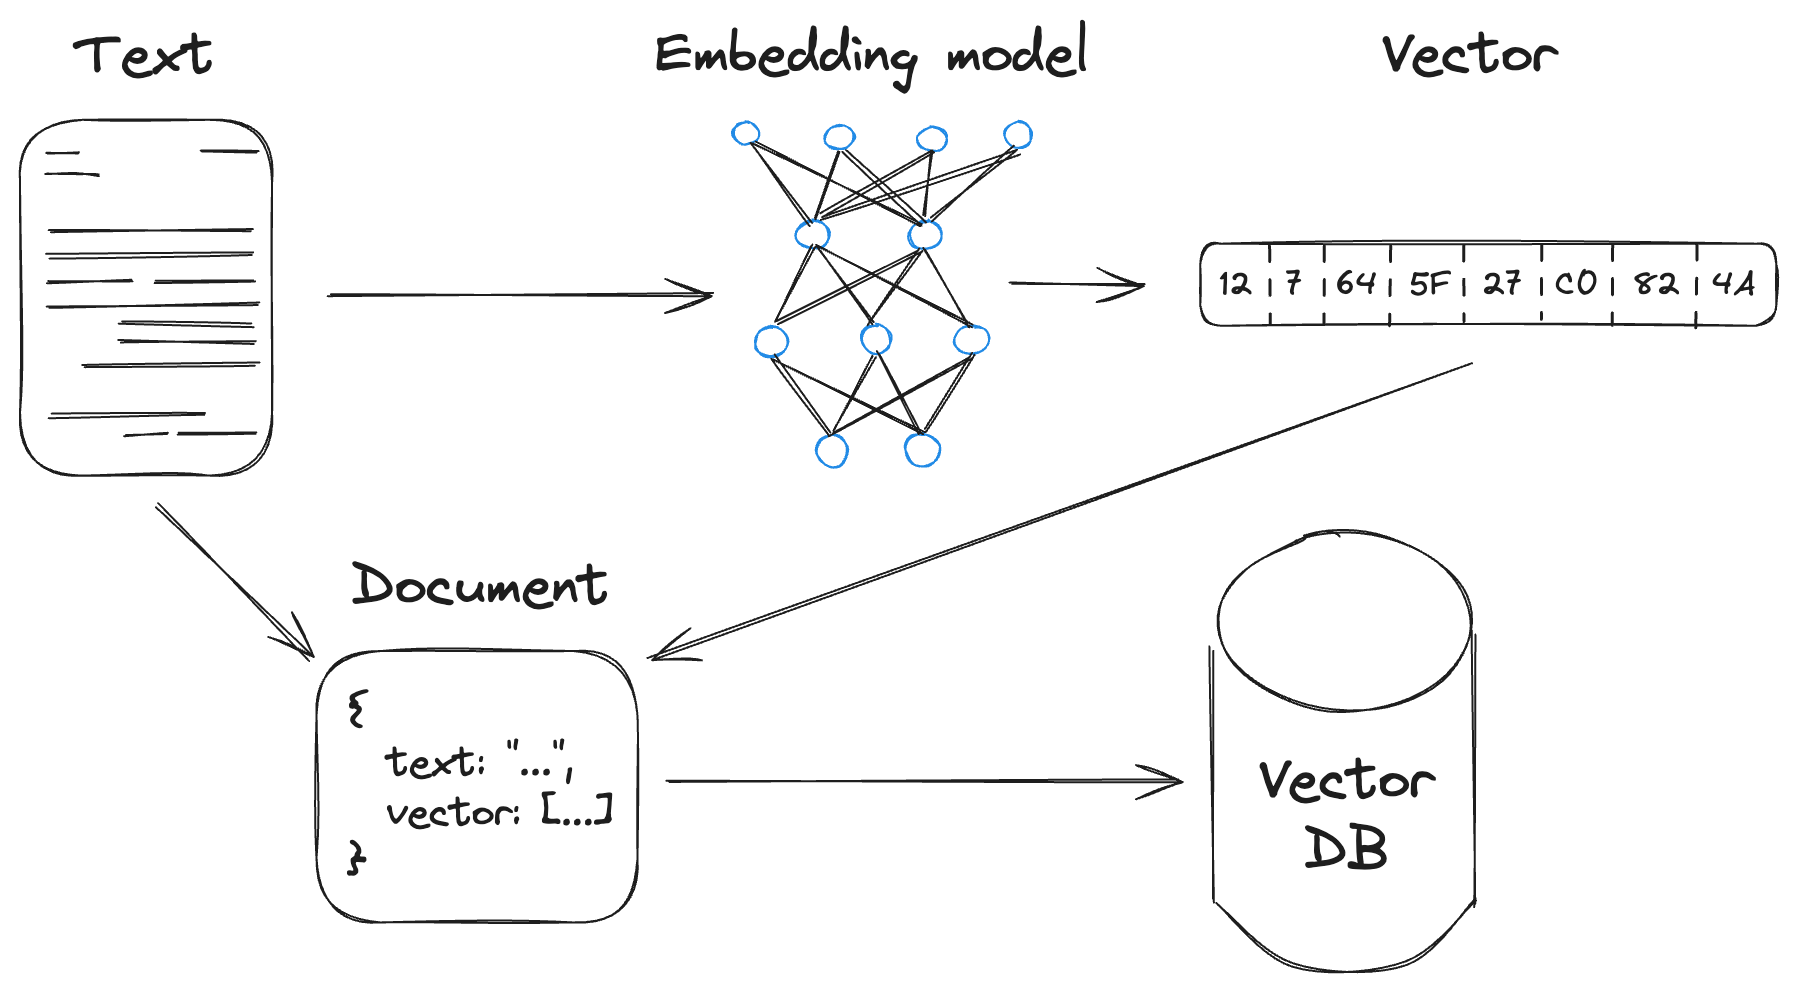 Text
Embedding model
Vector
12 7 64 5F 27 C0 82 4A
Document
{
text: "...",
vector: [...]
}
Vector
DB